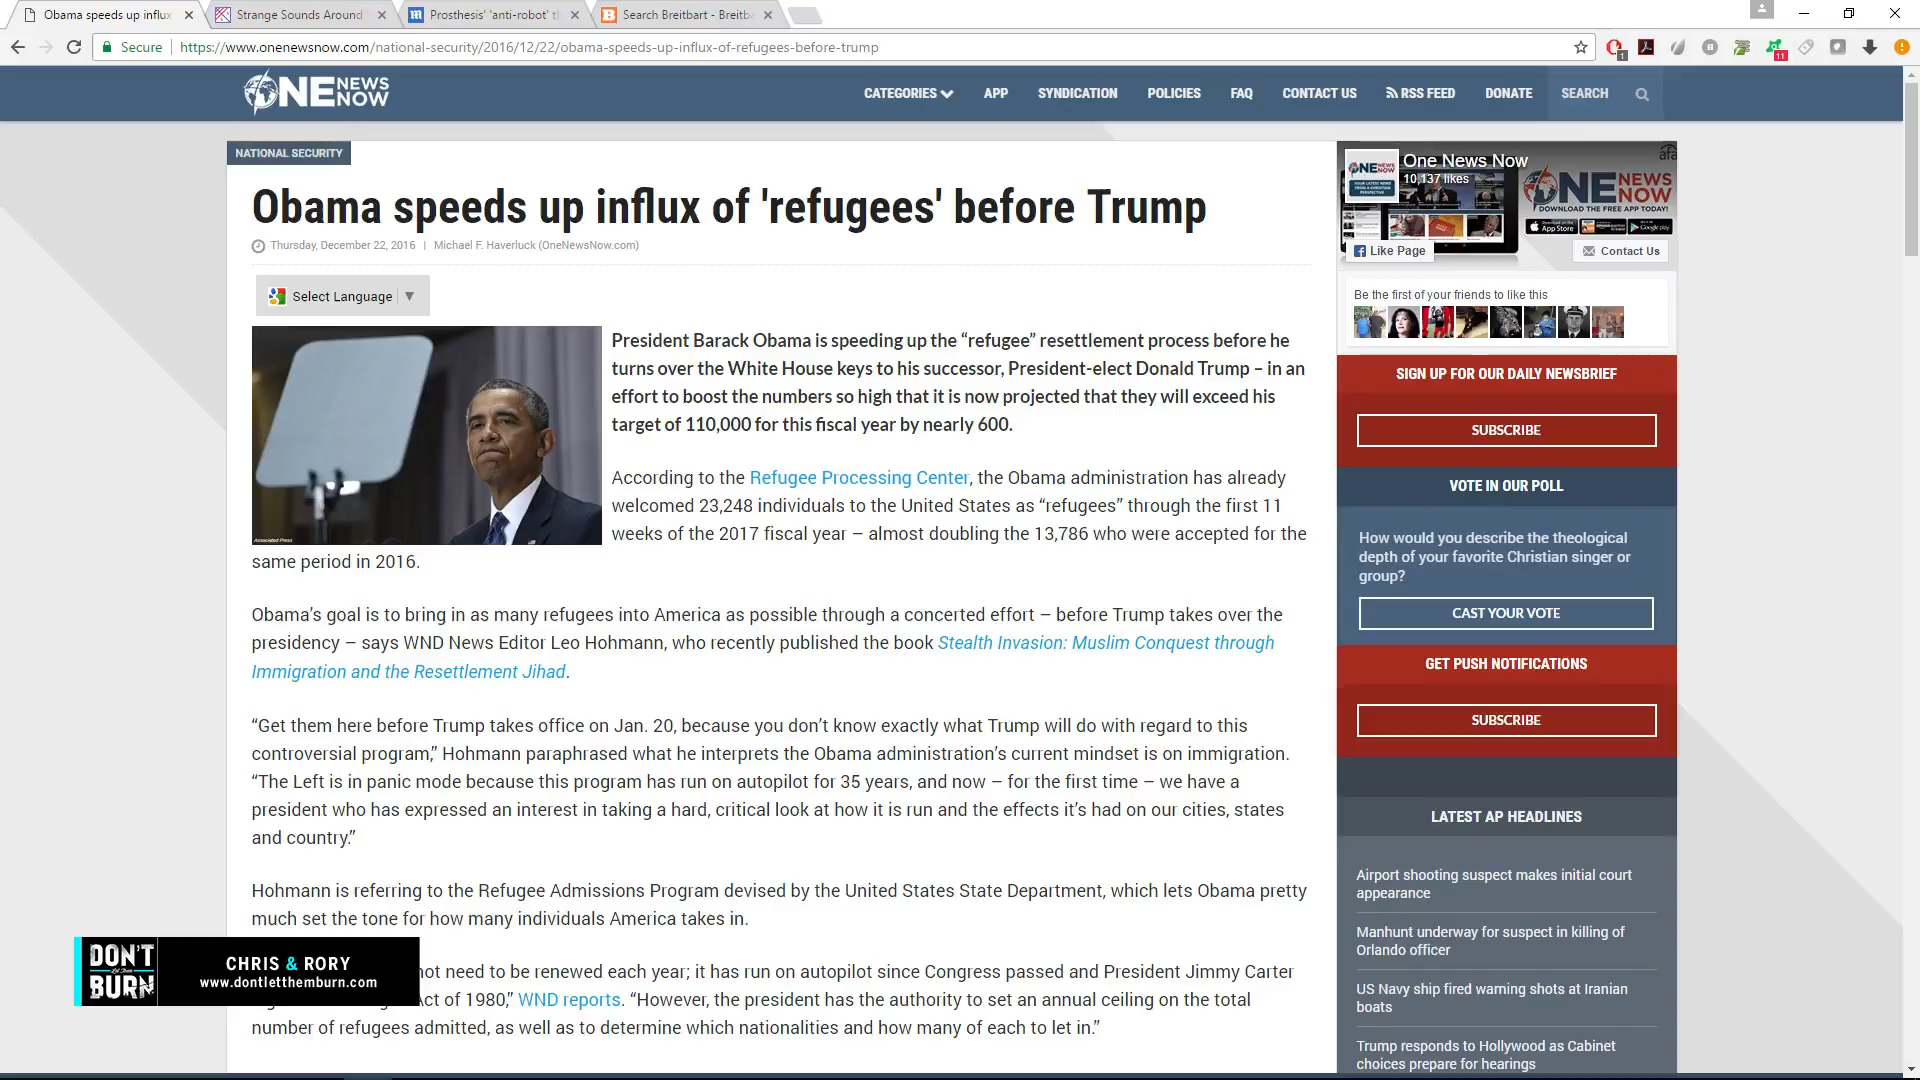 Obama speeds up influx
Strange Sounds Around
Prosthesis' 'anti-robot' t
Search Breitbart - Breitba
Secure
https://www.onenewsnow.com/national-security/2016/12/22/obama-speeds-up-influx-of-refugees-before-trump
1
11
ONE NEWS NOW
CATEGORIES
APP
SYNDICATION
POLICIES
FAQ
CONTACT US
RSS FEED
DONATE
SEARCH
NATIONAL SECURITY
Obama speeds up influx of 'refugees' before Trump
Thursday, December 22, 2016 | Michael F. Haverluck (OneNewsNow.com)
Select Language ▼
Associated Press
President Barack Obama is speeding up the “refugee” resettlement process before he
turns over the White House keys to his successor, President-elect Donald Trump – in an
effort to boost the numbers so high that it is now projected that they will exceed his
target of 110,000 for this fiscal year by nearly 600.
According to the Refugee Processing Center, the Obama administration has already
welcomed 23,248 individuals to the United States as “refugees” through the first 11
weeks of the 2017 fiscal year – almost doubling the 13,786 who were accepted for the
same period in 2016.
Obama’s goal is to bring in as many refugees into America as possible through a concerted effort – before Trump takes over the
presidency – says WND News Editor Leo Hohmann, who recently published the book Stealth Invasion: Muslim Conquest through
Immigration and the Resettlement Jihad.
“Get them here before Trump takes office on Jan. 20, because you don’t know exactly what Trump will do with regard to this
controversial program,” Hohmann paraphrased what he interprets the Obama administration’s current mindset is on immigration.
“The Left is in panic mode because this program has run on autopilot for 35 years, and now – for the first time – we have a
president who has expressed an interest in taking a hard, critical look at how it is run and the effects it’s had on our cities, states
and country.”
Hohmann is referring to the Refugee Admissions Program devised by the United States State Department, which lets Obama pretty
much set the tone for how many individuals America takes in.
not need to be renewed each year; it has run on autopilot since Congress passed and President Jimmy Carter
Act of 1980,” WND reports. “However, the president has the authority to set an annual ceiling on the total
number of refugees admitted, as well as to determine which nationalities and how many of each to let in.”
DON'T
Let Them
BURN
CHRIS & RORY
www.dontletthemburn.com
One News Now
10,137 likes
afa
ONE NEWS NOW
DOWNLOAD THE FREE APP TODAY!
App Store
Google play
Like Page
Contact Us
Be the first of your friends to like this
SIGN UP FOR OUR DAILY NEWSBRIEF
SUBSCRIBE
VOTE IN OUR POLL
How would you describe the theological
depth of your favorite Christian singer or
group?
CAST YOUR VOTE
GET PUSH NOTIFICATIONS
SUBSCRIBE
LATEST AP HEADLINES
Airport shooting suspect makes initial court
appearance
Manhunt underway for suspect in killing of
Orlando officer
US Navy ship fired warning shots at Iranian
boats
Trump responds to Hollywood as Cabinet
choices prepare for hearings